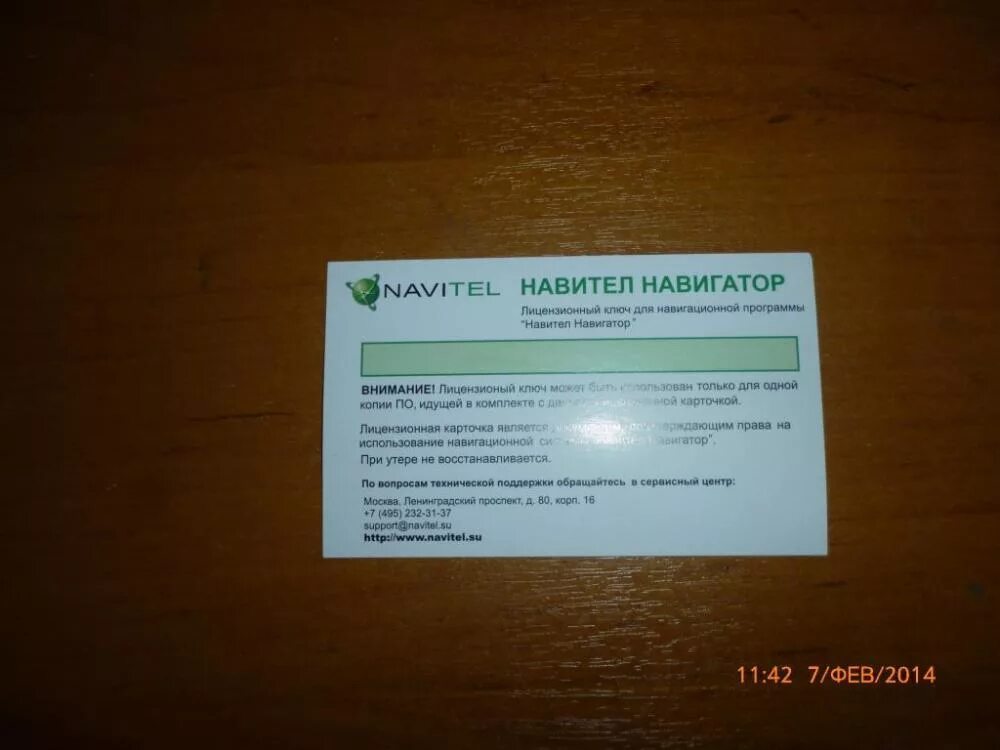 NAVITEL
НАВИТЕЛ НАВИГАТОР
Лицензионный ключ для навигационной программы
"Навител Навигатор"
ВНИМАНИЕ! Лицензионый ключ может быть использован только для одной
копии ПО, идущей в комплекте с карточкой.
Лицензионная карточка является права на
использование навигационной Навигатор".
При утере не восстанавливается.
По вопросам технической поддержки обращайтесь в сервисный центр:
Москва, Ленинградский проспект, д. 80, корп. 16
+7 (495) 232-31-37
support@navitel.su
http://www.navitel.su
11:42 7/ФЕВ/2014